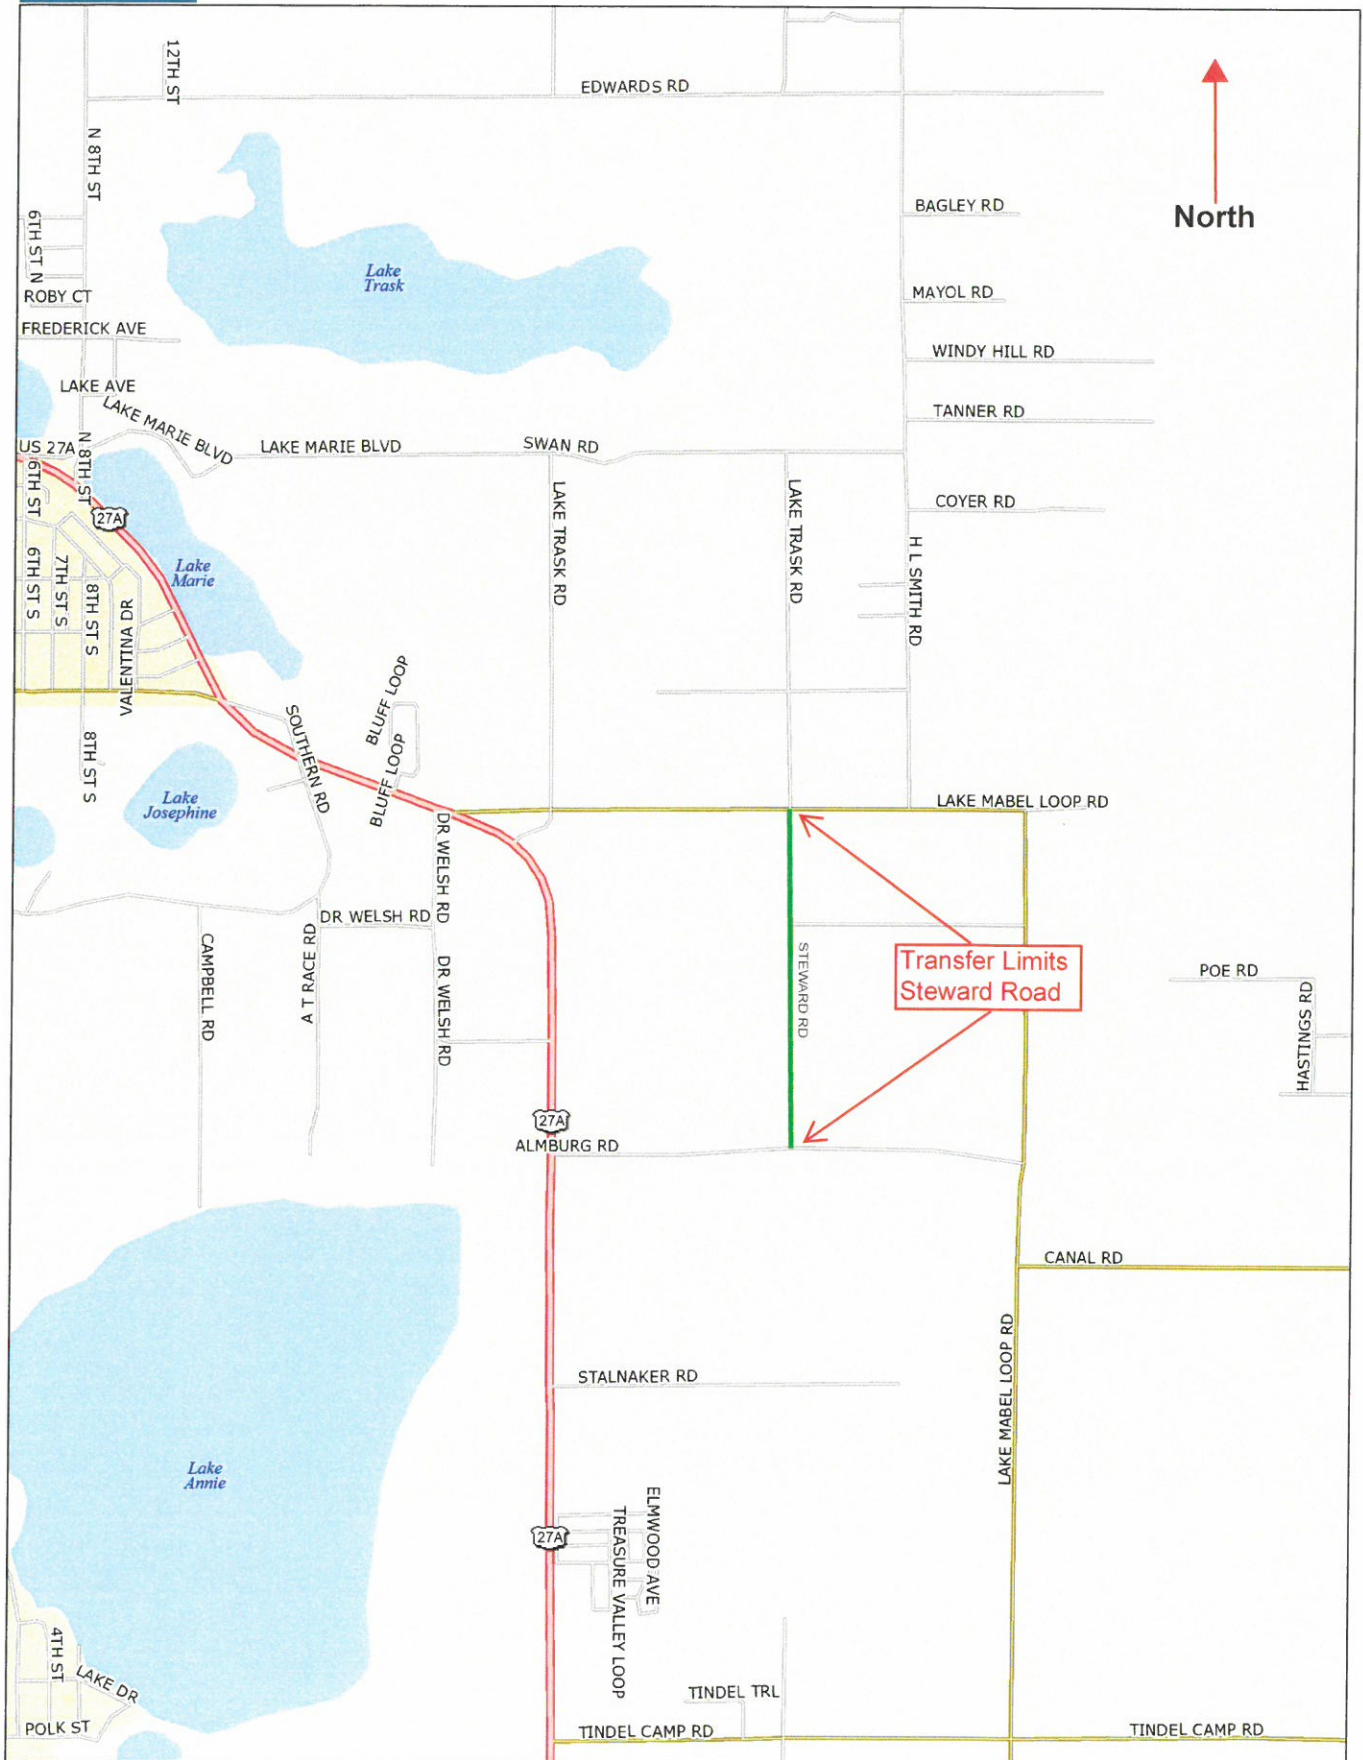 12TH ST
EDWARDS RD
N 8TH ST
North
BAGLEY RD
6TH ST N
Lake
Trask
MAYOL RD
ROBY CT
FREDERICK AVE
WINDY HILL RD
LAKE AVE
LAKE MARIE BLVD
TANNER RD
US 27A
N 8TH ST
LAKE MARIE BLVD
SWAN RD
6TH ST
27A
LAKE TRASK RD
LAKE TRASK RD
COYER RD
H L SMITH RD
Lake
Marie
6TH ST S
7TH ST S
8TH ST S
VALENTINA DR
BLUFF LOOP
SOUTHERN RD
BLUFF LOOP
8TH ST S
Lake
Josephine
LAKE MABEL LOOP RD
DR WELSH RD
DR WELSH RD
A T RACE RD
CAMPBELL RD
DR WELSH RD
STEWARD RD
Transfer Limits
Steward Road
POE RD
HASTINGS RD
27A
ALMBURG RD
CANAL RD
LAKE MABEL LOOP RD
STALNAKER RD
Lake
Annie
27A
ELMWOOD AVE
TREASURE VALLEY LOOP
4TH ST
LAKE DR
POLK ST
TINDEL TRL
TINDEL CAMP RD
TINDEL CAMP RD